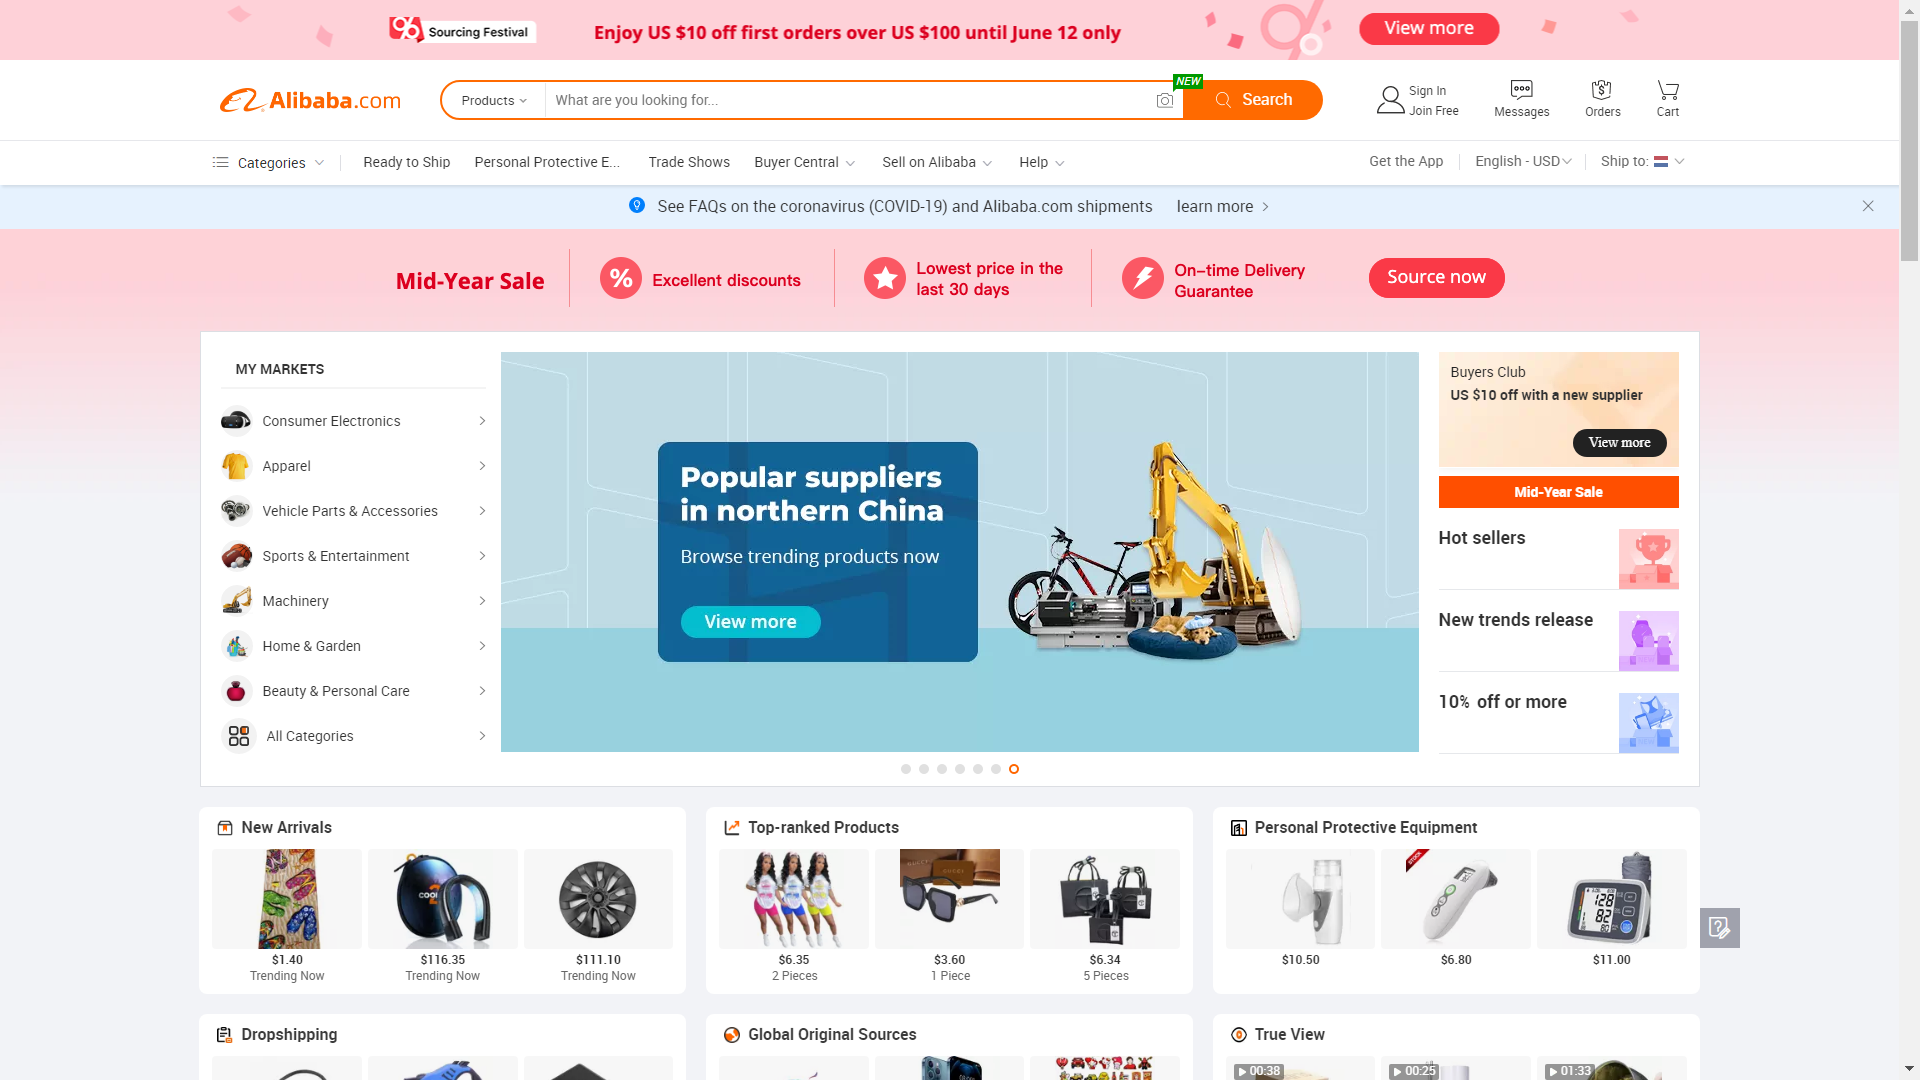 96 Sourcing Festival
Enjoy US $10 off first orders over US $100 until June 12 only
View more
Alibaba.com
Products
What are you looking for...
NEW
Search
Sign In
Join Free
Messages
Orders
Cart
Categories
Ready to Ship
Personal Protective E...
Trade Shows
Buyer Central
Sell on Alibaba
Help
Get the App
English - USD
Ship to:
See FAQs on the coronavirus (COVID-19) and Alibaba.com shipments
learn more
Mid-Year Sale
% Excellent discounts
Lowest price in the
last 30 days
On-time Delivery
Guarantee
Source now
MY MARKETS
Consumer Electronics
Apparel
Vehicle Parts & Accessories
Sports & Entertainment
Machinery
Home & Garden
Beauty & Personal Care
All Categories
Popular suppliers
in northern China
Browse trending products now
View more
Buyers Club
US $10 off with a new supplier
View more
Mid-Year Sale
Hot sellers
New trends release
10% off or more
New Arrivals
$1.40
Trending Now
$116.35
Trending Now
$111.10
Trending Now
Top-ranked Products
GUCCI
$6.35
2 Pieces
$3.60
1 Piece
$6.34
5 Pieces
Personal Protective Equipment
128
82
80
$10.50
$6.80
$11.00
Dropshipping
Global Original Sources
True View
00:38
00:25
01:33